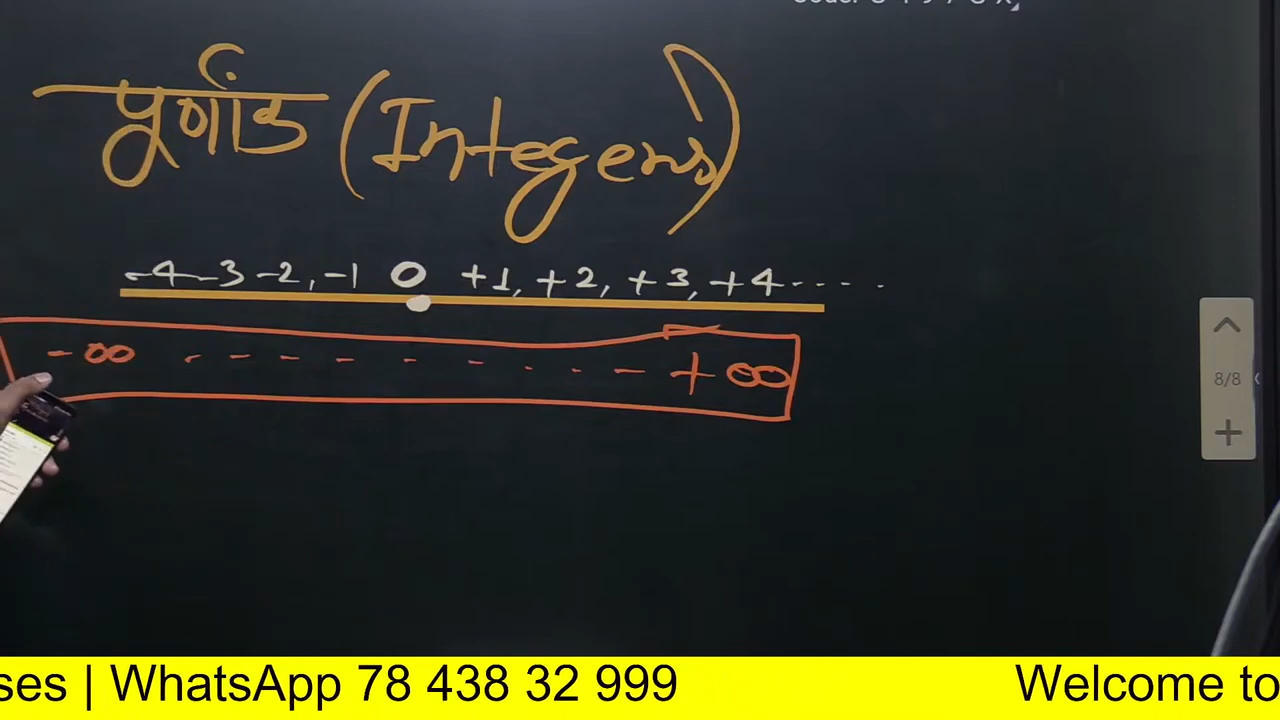 पूर्णांक (Integers)
-4 -3 -2, -1 0 +1, +2, +3, +4.....
-∞ - - - - - - - . . - +∞
8/8
ses | WhatsApp 78 438 32 999 Welcome to